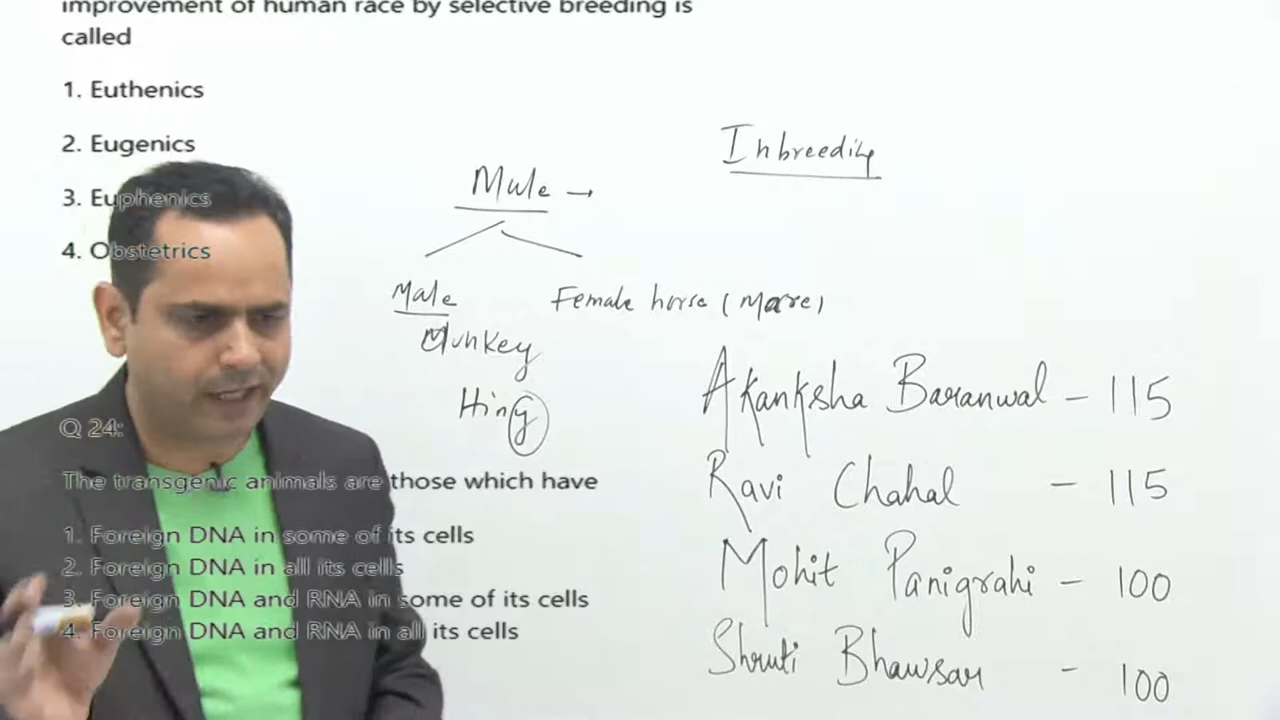 improvement of human race by selective breeding is
called
1. Euthenics
2. Eugenics
3. Euphenics
4. Obstetrics
Inbreeding
Mule →
Male
Female horse (Mare)
Hing
Akanksha Baranwal - 115
Ravi Chahal - 115
Mohit Panigrahi - 100
Shruti Bhawsar - 100
Q 24:
The transgenic animals are those which have
1. Foreign DNA in some of its cells
2. Foreign DNA in all its cells
3. Foreign DNA and RNA in some of its cells
4. Foreign DNA and RNA in all its cells